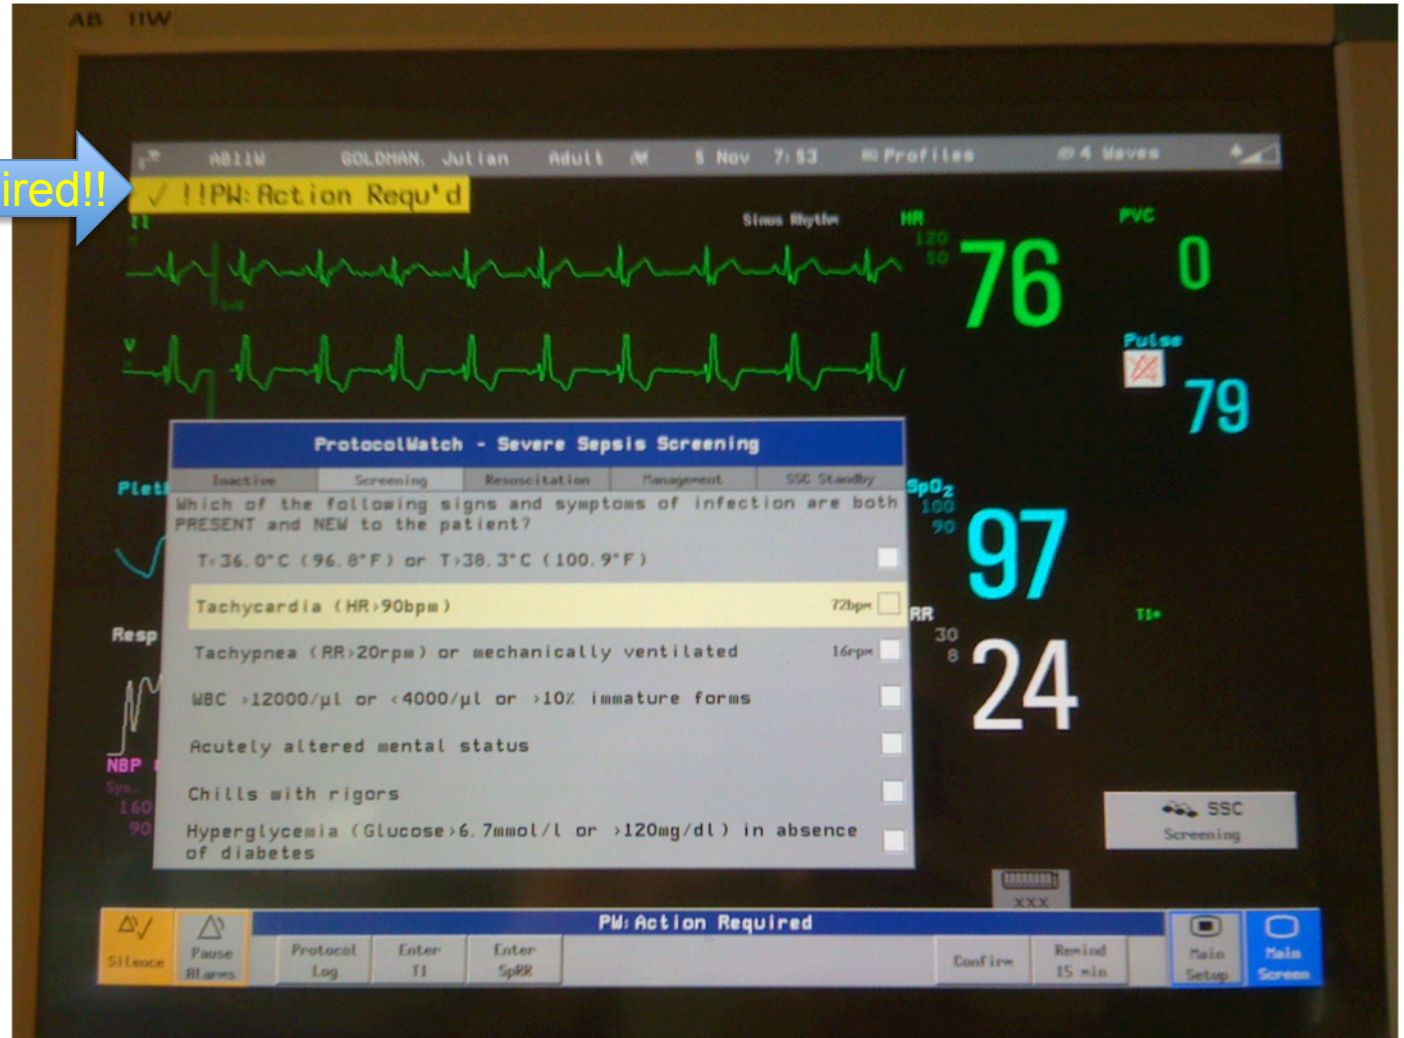 AB 11W
AB11W GOLDMAN, Julian Adult 5 Nov 7:53 Profiles 4 Waves
ired!!
!!PW:Action Requ'd
II
Sinus Rhythm
HR
120
50
76
PVC
0
M
1mV
V
M
Pulse
79
ProtocolWatch - Severe Sepsis Screening
Inactive Screening Resuscitation Management SSC Standby
Which of the following signs and symptoms of infection are both
PRESENT and NEW to the patient?
T<36.0°C (96.8°F) or T>38.3°C (100.9°F)
Tachycardia (HR>90bpm) 72bpm
Tachypnea (RR>20rpm) or mechanically ventilated 16rpm
WBC >12000/µl or <4000/µl or >10% immature forms
Acutely altered mental status
Chills with rigors
Hyperglycemia (Glucose>6.7mmol/l or >120mg/dl) in absence
of diabetes
Pleth
SpO2
100
90
97
Resp
RR
30
8
24
T1*
NBP
Sys.
160
90
SSC
Screening
XXX
PW:Action Required
Silence
Pause
Alarms
Protocol
Log
Enter
T1
Enter
SpRR
Confirm
Remind
15 min
Main
Setup
Main
Screen